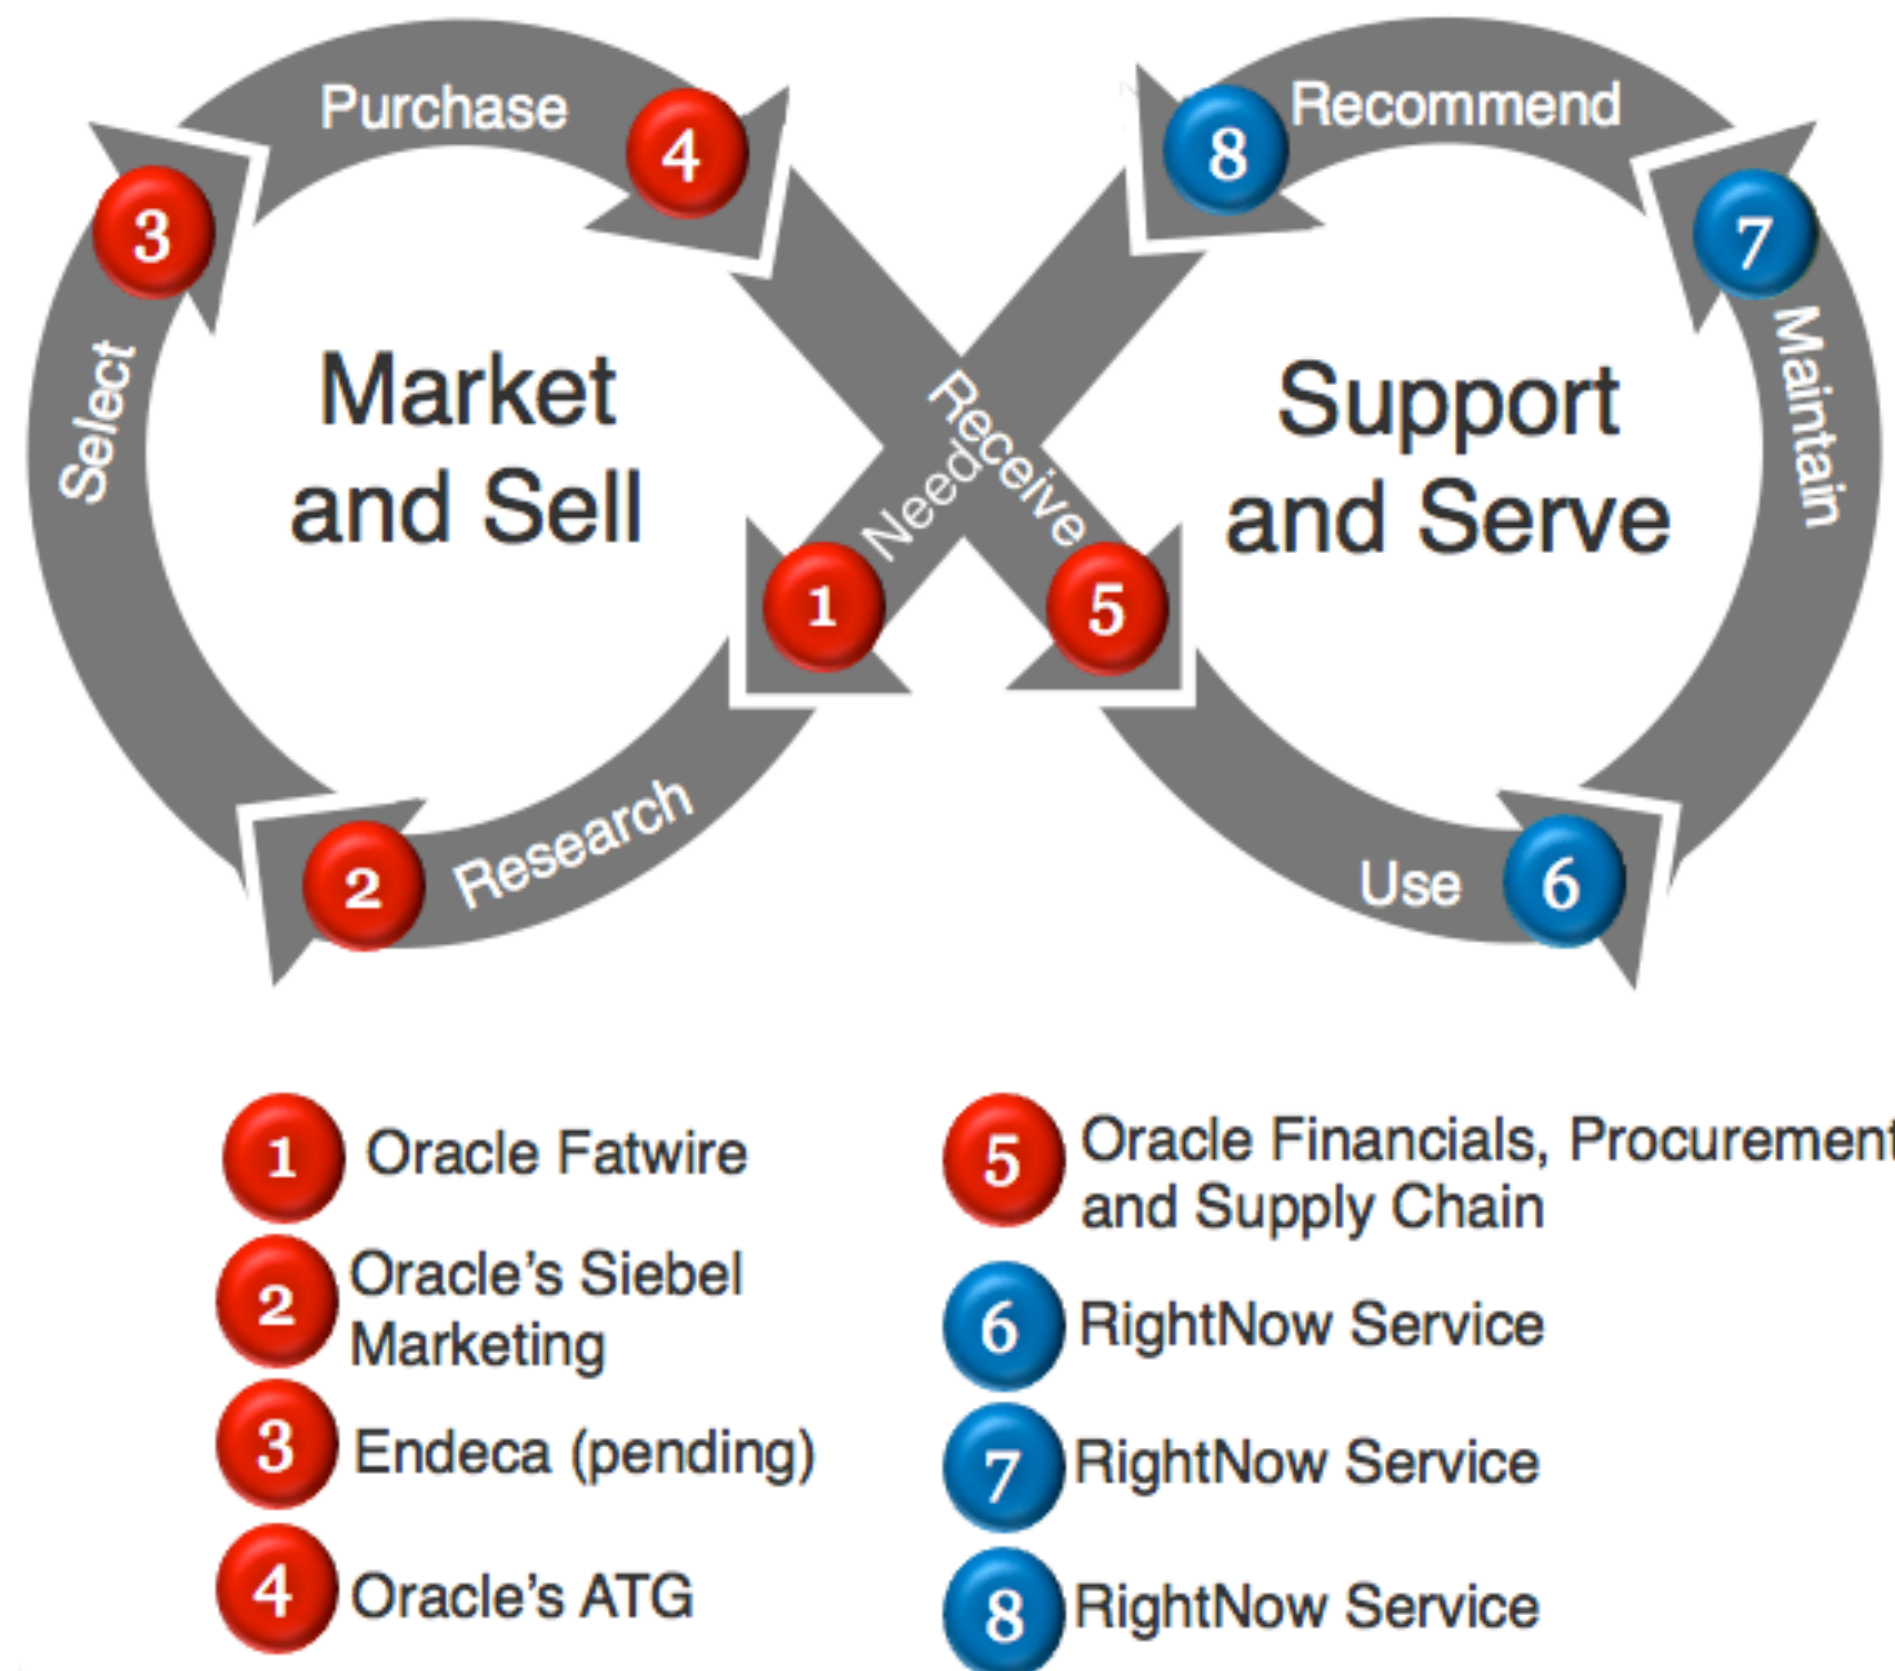 Purchase
4
3
Select
Market
and Sell
Receive
Need
1
2
Research
8
Recommend
7
Maintain
Support
and Serve
5
Use
6
1
Oracle Fatwire
2
Oracle’s Siebel
Marketing
3
Endeca (pending)
4
Oracle’s ATG
5
Oracle Financials, Procurement
and Supply Chain
6
RightNow Service
7
RightNow Service
8
RightNow Service